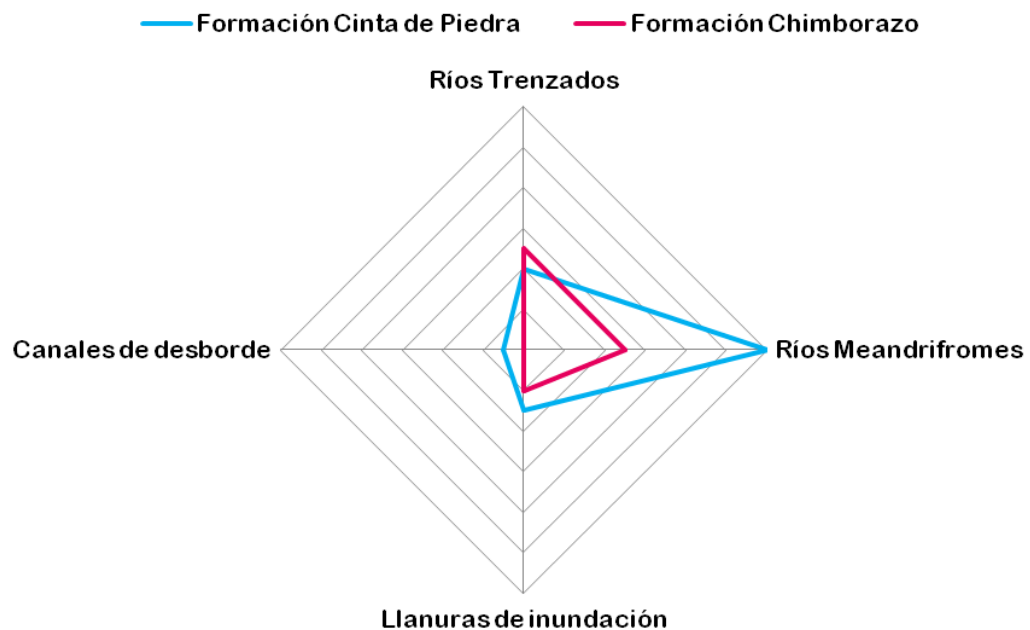 Formación Cinta de Piedra
Formación Chimborazo
Ríos Trenzados
Canales de desborde
Ríos Meandrifromes
Llanuras de inundación